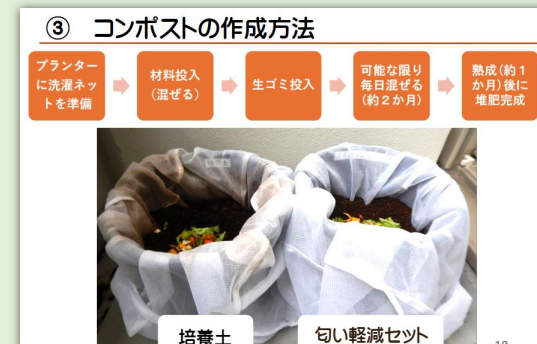 ③ コンポストの作成方法
プランター
に洗濯ネッ
トを準備
材料投入
（混ぜる）
生ゴミ投入
可能な限り
毎日混ぜる
（約２か月）
熟成(約１
か月)後に
堆肥完成
培養土
匂い軽減セット